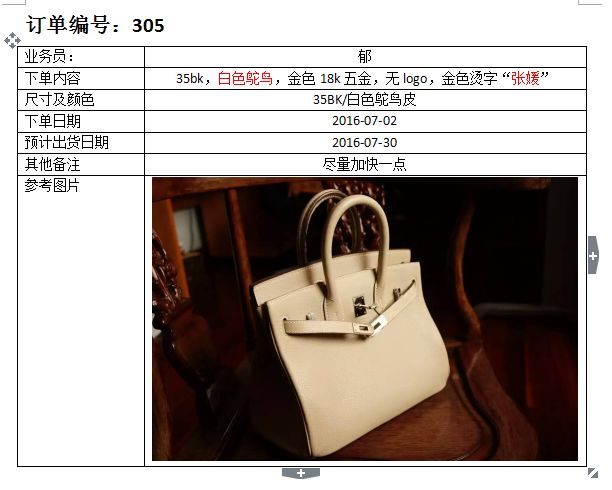 订单编号：305
业务员： 郁
下单内容 35bk，白色鸵鸟，金色 18k 五金，无 logo，金色烫字“张媛”
尺寸及颜色 35BK/白色鸵鸟皮
下单日期 2016-07-02
预计出货日期 2016-07-30
其他备注 尽量加快一点
参考图片